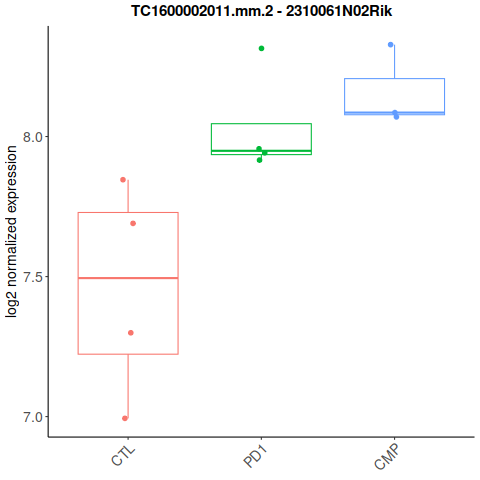 TC1600002011.mm.2 - 2310061N02Rik
log2 normalized expression
8.0
7.5
7.0
CTL
PD1
CMP